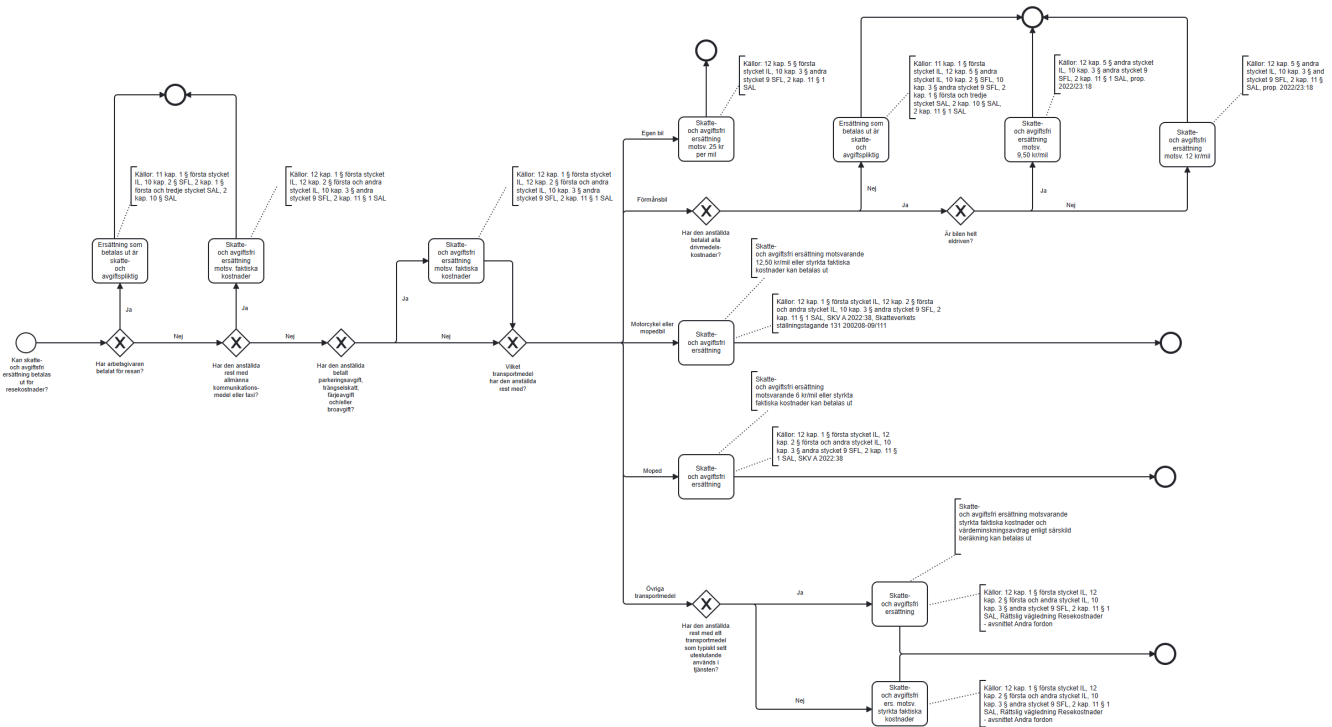 Kan skatte-
och avgiftsfri
ersättning betalas
ut för
resekostnader?
Har arbetsgivaren
betalat för resan?
Ja
Nej
Ersättning som
betalas ut är
skatte-
och
avgiftspliktig
Källor: 11 kap. 1 § första stycket
IL, 10 kap. 2 § SFL, 2 kap. 1 §
första och tredje stycket SAL, 2
kap. 10 § SAL
Har den anställda
rest med
allmänna
kommunikations-
medel eller taxi?
Ja
Nej
Skatte-
och avgiftsfri
ersättning
motsv. faktiska
kostnader
Källor: 12 kap. 1 § första stycket
IL, 12 kap. 2 § första och andra
stycket IL, 10 kap. 3 § andra
stycket 9 SFL, 2 kap. 11 § 1 SAL
Har den anställda
betalt
parkeringsavgift,
trängselskatt,
färjeavgift
och/eller
broavgift?
Ja
Nej
Skatte-
och avgiftsfri
ersättning
motsv. faktiska
kostnader
Källor: 12 kap. 1 § första stycket
IL, 12 kap. 2 § första och andra
stycket IL, 10 kap. 3 § andra
stycket 9 SFL, 2 kap. 11 § 1 SAL
Vilket
transportmedel
har den anställda
rest med?
Egen bil
Skatte-
och avgiftsfri
ersättning
motsv. 25 kr
per mil
Källor: 12 kap. 5 § första
stycket IL, 10 kap. 3 § andra
stycket 9 SFL, 2 kap. 11 § 1
SAL
Förmånsbil
Har den anställda
betalat alla
drivmedels-
kostnader?
Nej
Ja
Ersättning som
betalas ut är
skatte-
och
avgiftspliktig
Källor: 11 kap. 1 § första
stycket IL, 12 kap. 5 § andra
stycket IL, 10 kap. 2 § SFL, 10
kap. 3 § andra stycket 9 SFL, 2
kap. 1 § första och tredje
stycket SAL, 2 kap. 10 § SAL,
2 kap. 11 § 1 SAL
Är bilen helt
eldriven?
Ja
Nej
Skatte-
och avgiftsfri
ersättning
motsv.
9,50 kr/mil
Källor: 12 kap. 5 § andra stycket
IL, 10 kap. 3 § andra stycket 9
SFL, 2 kap. 11 § 1 SAL, prop.
2022/23:18
Skatte-
och avgiftsfri
ersättning
motsv. 12 kr/mil
Källor: 12 kap. 5 § andra
stycket IL, 10 kap. 3 § andra
stycket 9 SFL, 2 kap. 11 §
SAL, prop. 2022/23:18
Motorcykel eller
mopedbil
Skatte-
och avgiftsfri
ersättning
Skatte-
och avgiftsfri ersättning motsvarande
12,50 kr/mil eller styrkta faktiska
kostnader kan betalas ut
Källor: 12 kap. 1 § första stycket IL, 12 kap. 2 § första
och andra stycket IL, 10 kap. 3 § andra stycket 9 SFL, 2
kap. 11 § 1 SAL, SKV A 2022:38, Skatteverkets
ställningstagande 131 200208-09/111
Moped
Skatte-
och avgiftsfri
ersättning
Skatte-
och avgiftsfri ersättning
motsvarande 6 kr/mil eller styrkta
faktiska kostnader kan betalas ut
Källor: 12 kap. 1 § första stycket IL, 12
kap. 2 § första och andra stycket IL, 10
kap. 3 § andra stycket 9 SFL, 2 kap. 11 §
1 SAL, SKV A 2022:38
Övriga
transportmedel
Har den anställda
rest med ett
transportmedel
som typiskt sett
uteslutande
används i
tjänsten?
Ja
Nej
Skatte-
och avgiftsfri
ersättning
Skatte-
och avgiftsfri ersättning motsvarande
styrkta faktiska kostnader och
värdeminskningsavdrag enligt särskild
beräkning kan betalas ut
Källor: 12 kap. 1 § första stycket IL, 12
kap. 2 § första och andra stycket IL, 10
kap. 3 § andra stycket 9 SFL, 2 kap. 11 § 1
SAL, Rättslig vägledning Resekostnader
- avsnittet Andra fordon
Skatte-
och avgiftsfri
ers. motsv.
styrkta faktiska
kostnader
Källor: 12 kap. 1 § första stycket IL, 12
kap. 2 § första och andra stycket IL, 10
kap. 3 § andra stycket 9 SFL, 2 kap. 11 § 1
SAL, Rättslig vägledning Resekostnader
- avsnittet Andra fordon